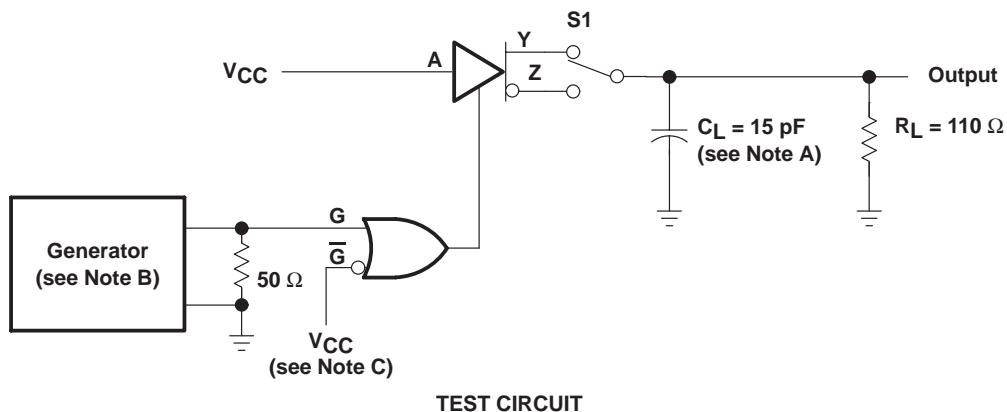 S1
Y
A
Z
VCC
Output
CL = 15 pF
(see Note A)
RL = 110 Ω
Generator
(see Note B)
50 Ω
G
G̅
VCC
(see Note C)
TEST CIRCUIT